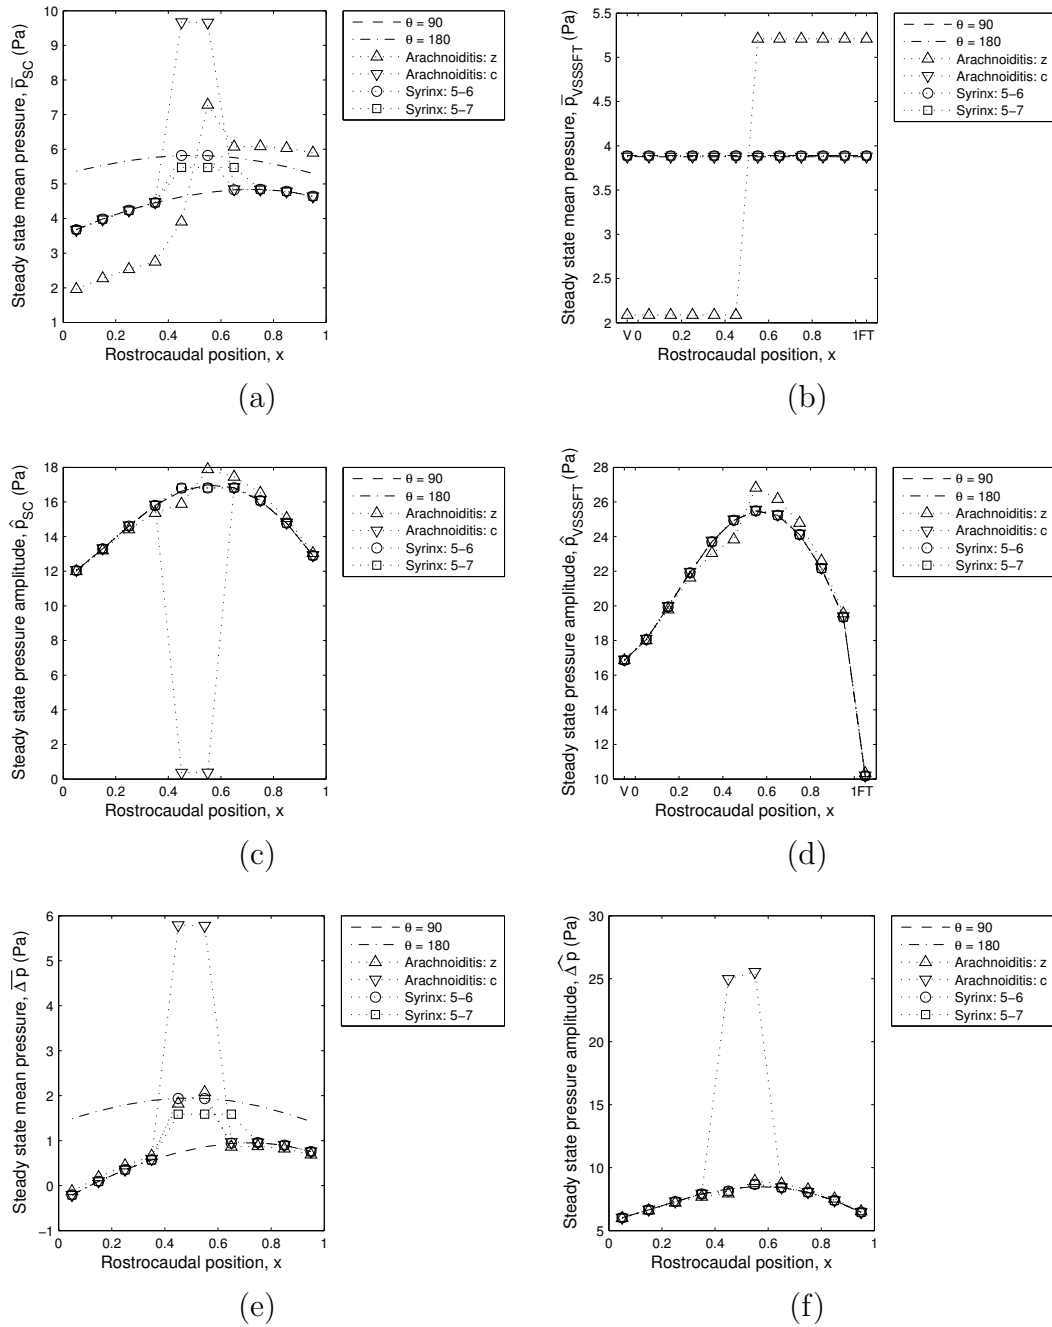 Steady state mean pressure, p̅_SC (Pa)
10
9
8
7
6
5
4
3
2
1
0 0.2 0.4 0.6 0.8 1
Rostrocaudal position, x
θ = 90
θ = 180
Arachnoiditis: z
Arachnoiditis: c
Syrinx: 5−6
Syrinx: 5−7
(a)
Steady state mean pressure, p̅_VSSSFT (Pa)
5.5
5
4.5
4
3.5
3
2.5
2
V 0 0.2 0.4 0.6 0.8 1FT
Rostrocaudal position, x
θ = 90
θ = 180
Arachnoiditis: z
Arachnoiditis: c
Syrinx: 5−6
Syrinx: 5−7
(b)
Steady state pressure amplitude, p̂_SC (Pa)
18
16
14
12
10
8
6
4
2
0
0 0.2 0.4 0.6 0.8 1
Rostrocaudal position, x
θ = 90
θ = 180
Arachnoiditis: z
Arachnoiditis: c
Syrinx: 5−6
Syrinx: 5−7
(c)
Steady state pressure amplitude, p̂_VSSSFT (Pa)
28
26
24
22
20
18
16
14
12
10
V 0 0.2 0.4 0.6 0.8 1FT
Rostrocaudal position, x
θ = 90
θ = 180
Arachnoiditis: z
Arachnoiditis: c
Syrinx: 5−6
Syrinx: 5−7
(d)
Steady state mean pressure, Δ̅p̅ (Pa)
6
5
4
3
2
1
0
−1
0 0.2 0.4 0.6 0.8 1
Rostrocaudal position, x
θ = 90
θ = 180
Arachnoiditis: z
Arachnoiditis: c
Syrinx: 5−6
Syrinx: 5−7
(e)
Steady state pressure amplitude, Δ̂p (Pa)
30
25
20
15
10
5
0 0.2 0.4 0.6 0.8 1
Rostrocaudal position, x
θ = 90
θ = 180
Arachnoiditis: z
Arachnoiditis: c
Syrinx: 5−6
Syrinx: 5−7
(f)